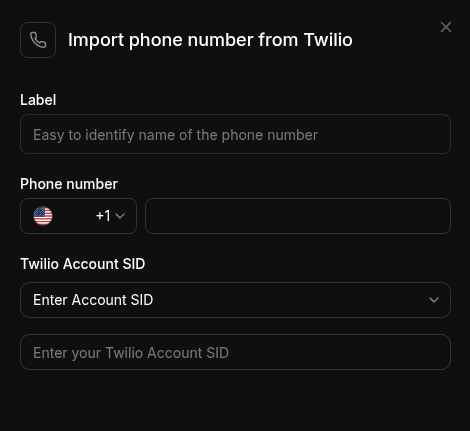 Import phone number from Twilio
Label
Easy to identify name of the phone number
Phone number
+1
Twilio Account SID
Enter Account SID
Enter your Twilio Account SID